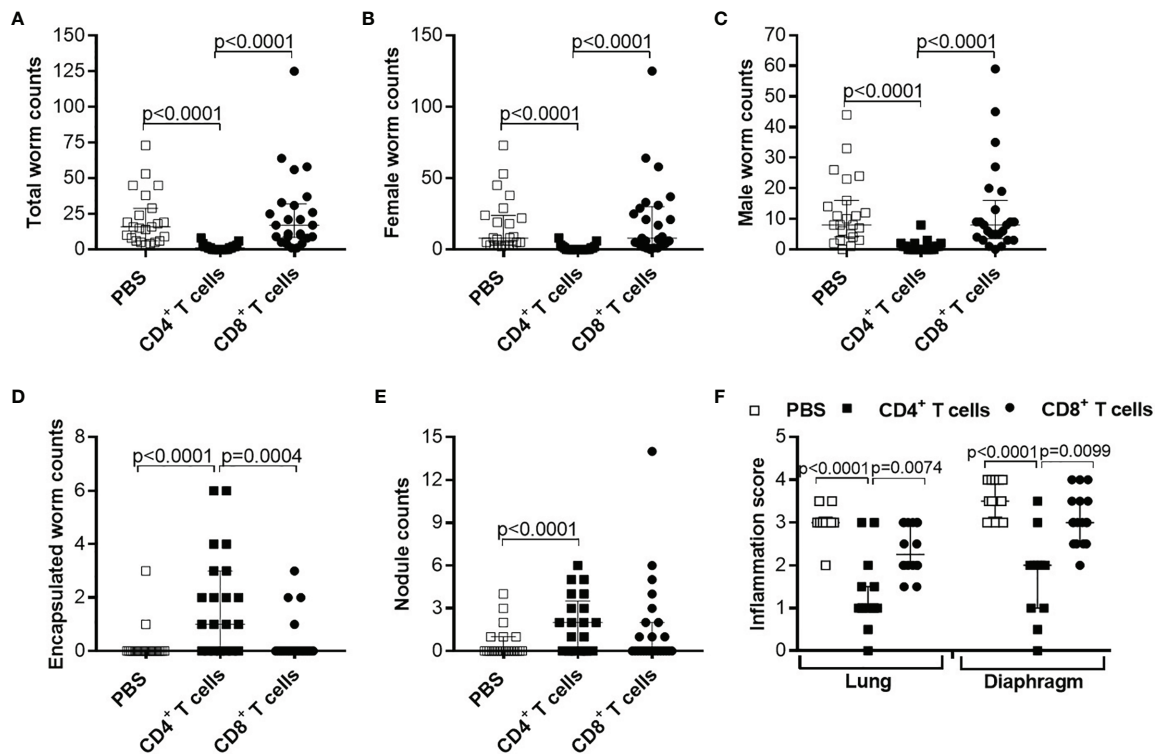 A
Total worm counts
150
125
100
75
50
25
0
p<0.0001
p<0.0001
PBS
CD4+ T cells
CD8+ T cells
B
Female worm counts
150
100
50
0
p<0.0001
p<0.0001
PBS
CD4+ T cells
CD8+ T cells
C
Male worm counts
70
60
50
40
30
20
10
0
p<0.0001
p<0.0001
PBS
CD4+ T cells
CD8+ T cells
D
Encapsulated worm counts
8
6
4
2
0
p<0.0001
p=0.0004
PBS
CD4+ T cells
CD8+ T cells
E
Nodule counts
15
12
9
6
3
0
p<0.0001
PBS
CD4+ T cells
CD8+ T cells
F
PBS
CD4+ T cells
CD8+ T cells
Inflammation score
5
4
3
2
1
0
p<0.0001
p=0.0074
p<0.0001
p=0.0099
Lung
Diaphragm